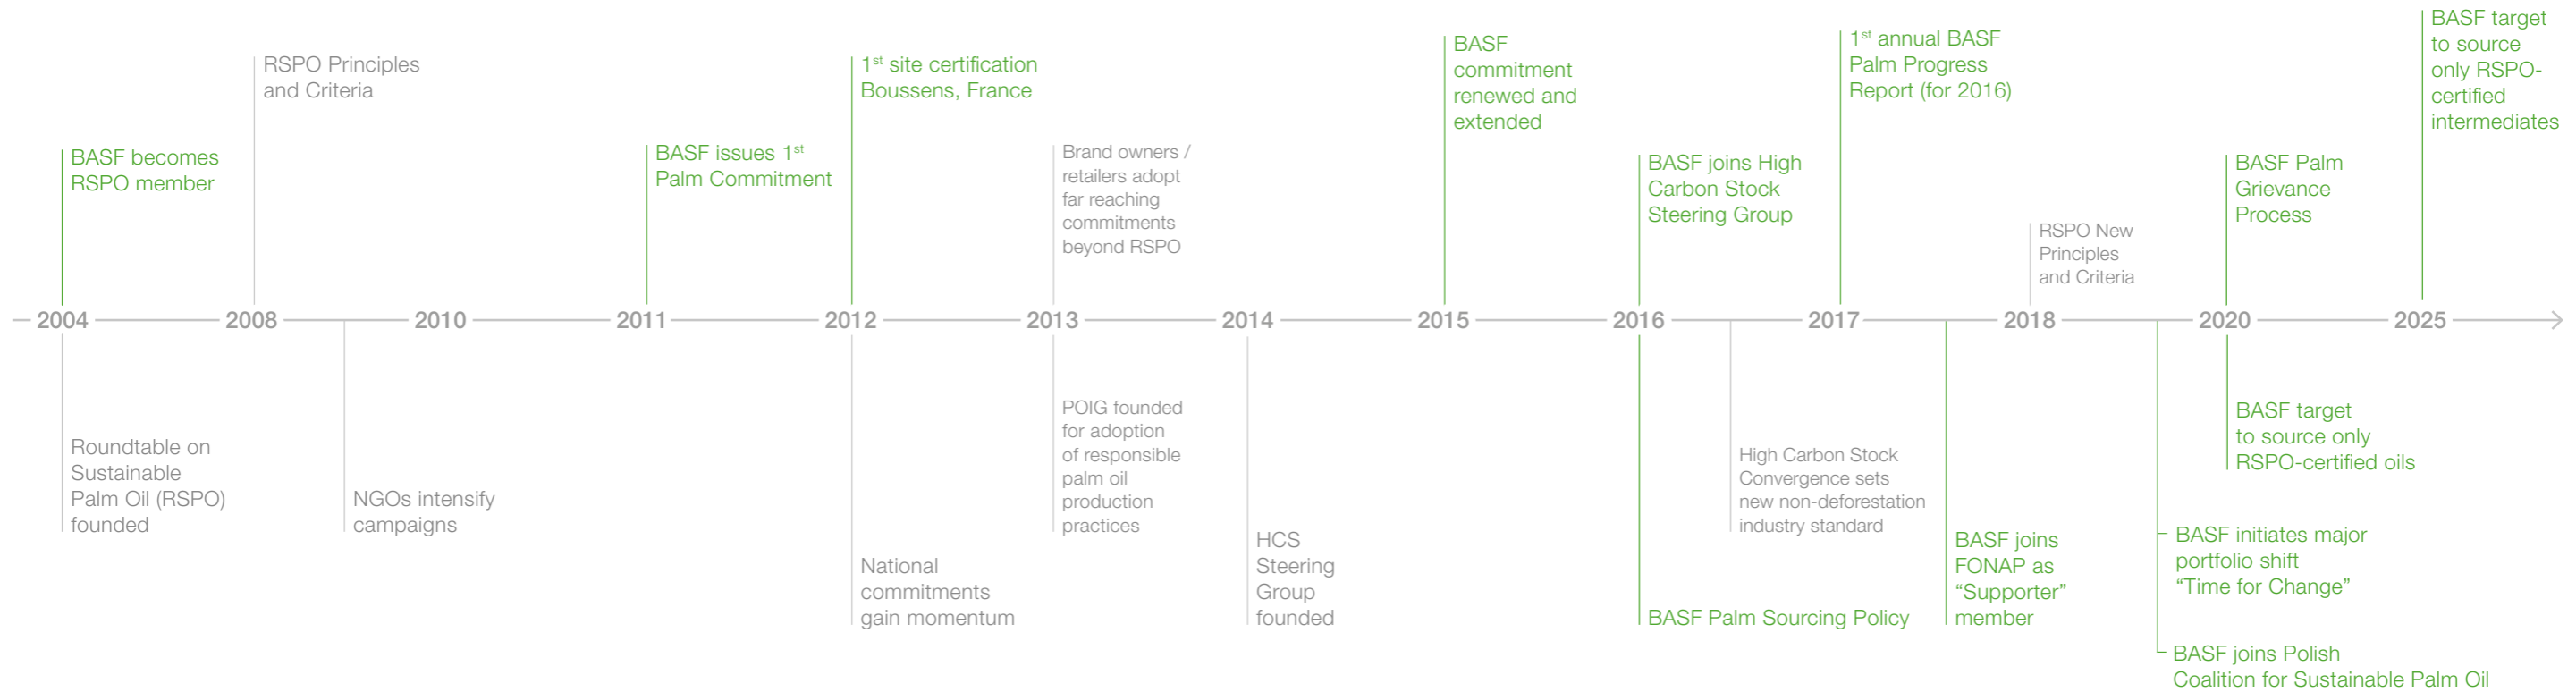 BASF becomes
RSPO member
RSPO Principles
and Criteria
BASF issues 1st
Palm Commitment
1st site certification
Boussens, France
Brand owners /
retailers adopt
far reaching
commitments
beyond RSPO
BASF
commitment
renewed and
extended
BASF joins High
Carbon Stock
Steering Group
1st annual BASF
Palm Progress
Report (for 2016)
RSPO New
Principles
and Criteria
BASF Palm
Grievance
Process
BASF target
to source
only RSPO-
certified
intermediates
2004 2008 2010 2011 2012 2013 2014 2015 2016 2017 2018 2020 2025
Roundtable on
Sustainable
Palm Oil (RSPO)
founded
NGOs intensify
campaigns
National
commitments
gain momentum
POIG founded
for adoption
of responsible
palm oil
production
practices
HCS
Steering
Group
founded
BASF Palm Sourcing Policy
High Carbon Stock
Convergence sets
new non-deforestation
industry standard
BASF joins
FONAP as
“Supporter”
member
BASF target
to source only
RSPO-certified oils
BASF initiates major
portfolio shift
“Time for Change”
BASF joins Polish
Coalition for Sustainable Palm Oil